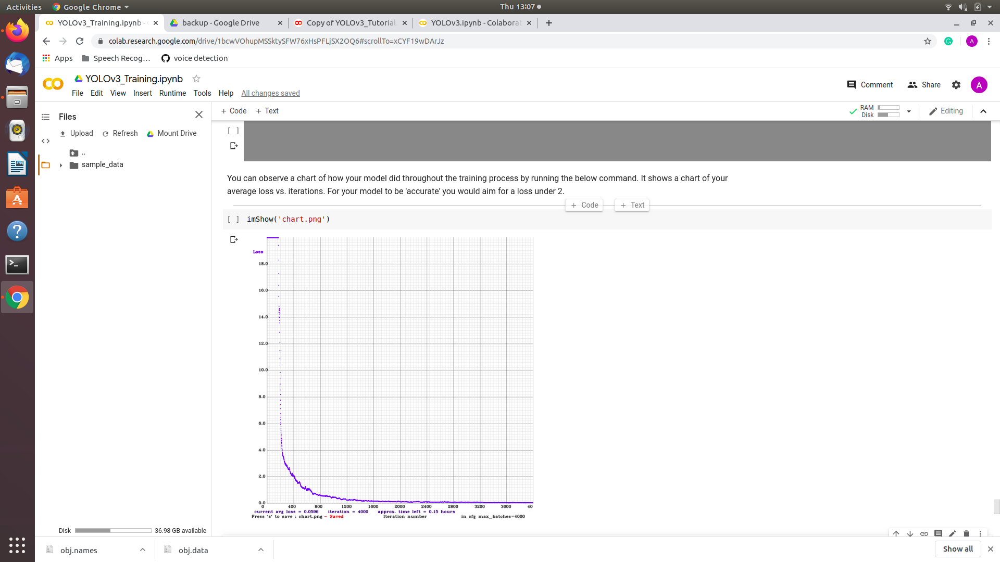 Activities Google Chrome Thu 13:07
YOLOv3_Training.ipynb - backup - Google Drive Copy of YOLOv3_Tutorial. YOLOv3.ipynb - Colaborat
colab.research.google.com/drive/1bcwVOhupMSSktySFW76xHsPFLjSX2OQ6#scrollTo=xCYF19wDArJz A
Apps Speech Recog… voice detection
YOLOv3_Training.ipynb
Comment Share A
File Edit View Insert Runtime Tools Help All changes saved
Files
+ Code + Text
RAM
Disk
Editing
Upload Refresh Mount Drive
..
sample_data
[ ]
You can observe a chart of how your model did throughout the training process by running the below command. It shows a chart of your
average loss vs. iterations. For your model to be 'accurate' you would aim for a loss under 2.
+ Code + Text
[ ] imShow('chart.png')
Loss
18.0
16.0
14.0
12.0
10.0
8.0
6.0
4.0
2.0
0.0
0 400 800 1200 1600 2000 2400 2800 3200 3600 40
current avg loss = 0.0596 iteration = 4000 approx. time left = 0.15 hours
Press 's' to save : chart.png - Saved Iteration number in cfg max_batches=4000
Disk 36.98 GB available
obj.names obj.data Show all